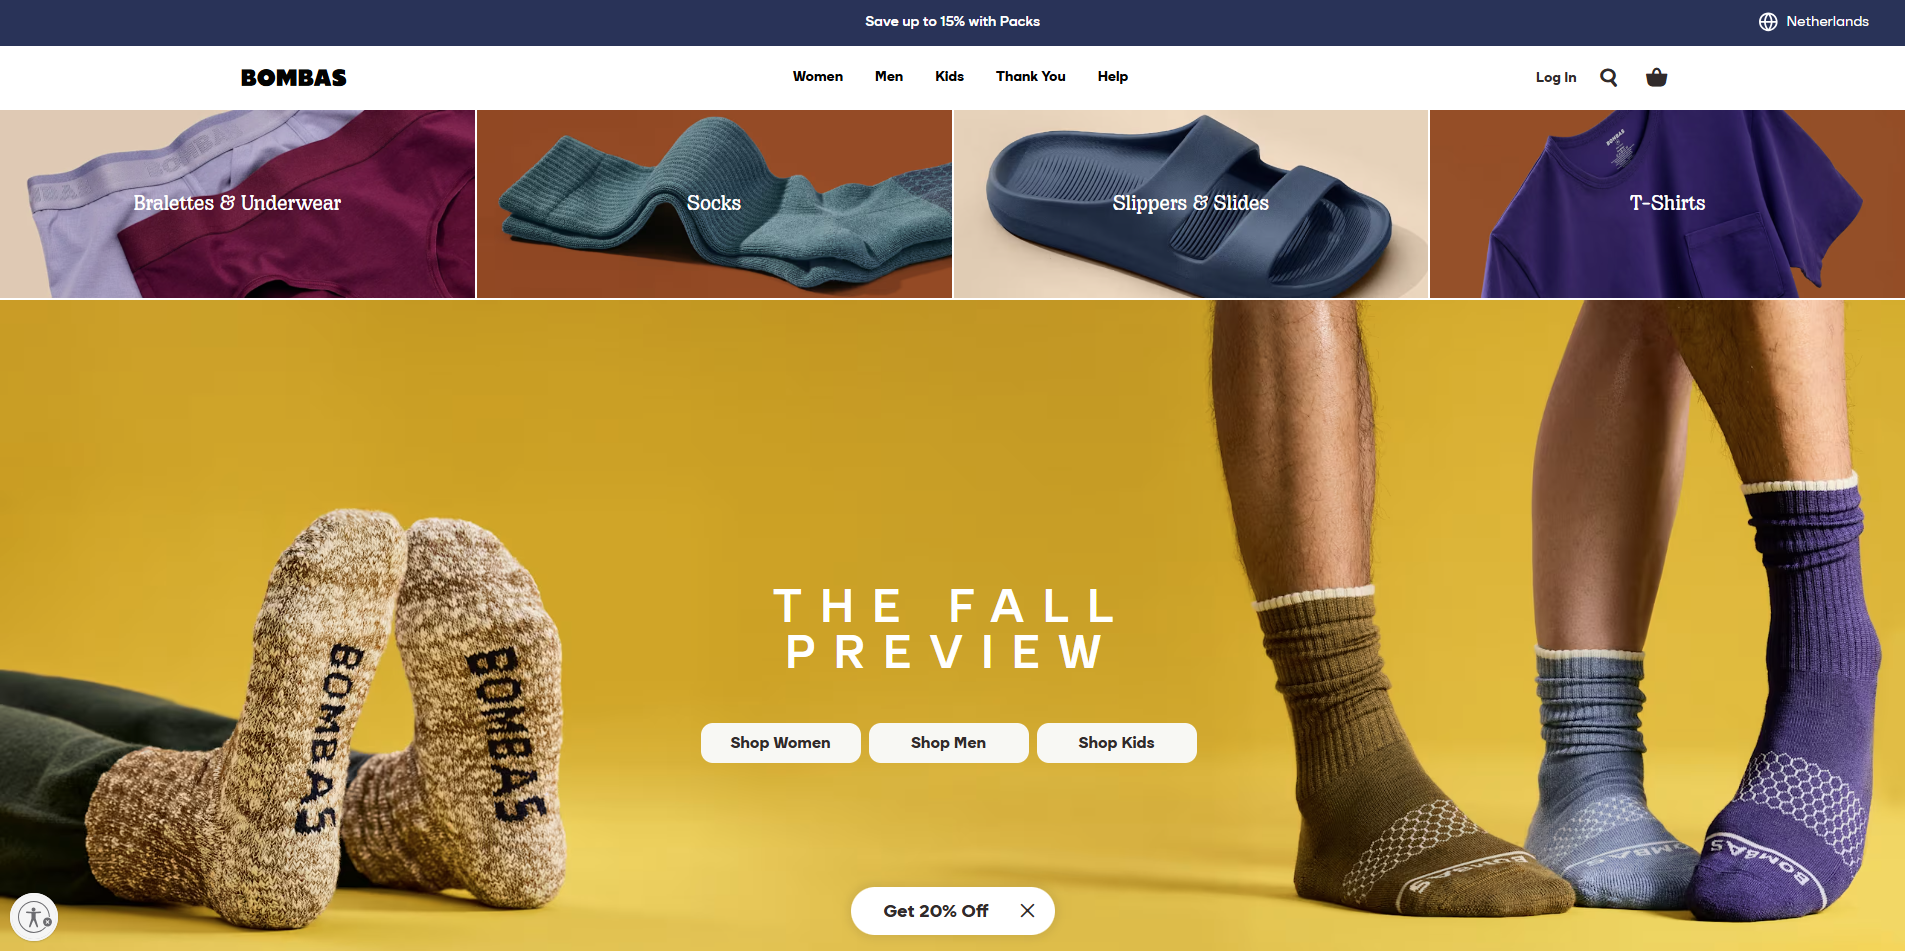 Save up to 15% with Packs
Netherlands
BOMBAS
Women
Men
Kids
Thank You
Help
Log In
BOMBAS
BOMBAS
Bralettes & Underwear
Socks
Slippers & Slides
T-Shirts
THE FALL
PREVIEW
BOMBAS
BOMBAS
Shop Women
Shop Men
Shop Kids
BOMBAS
BOMBAS
BOMBAS
Get 20% Off